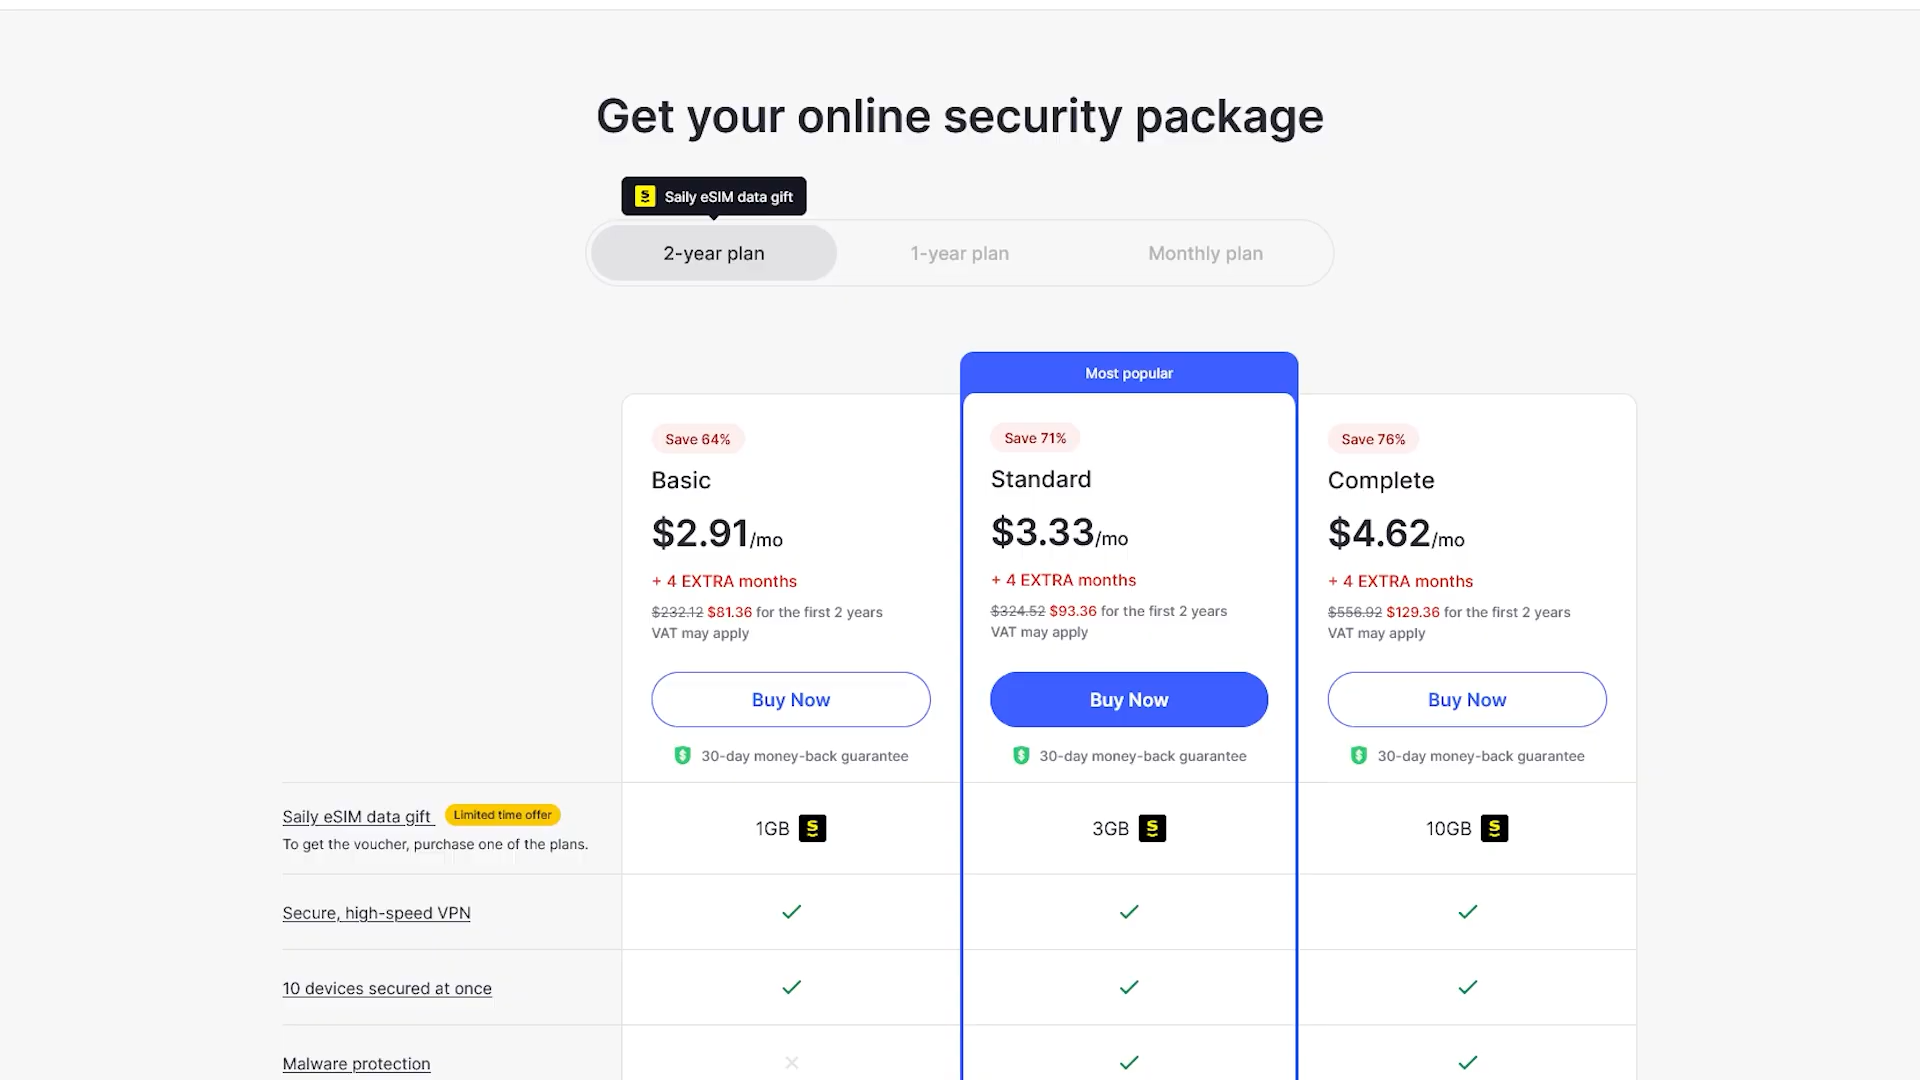 Get your online security package
Saily eSIM data gift
2-year plan
1-year plan
Monthly plan
Most popular
Save 64%
Basic
$2.91/mo
+ 4 EXTRA months
$232.12 $81.36 for the first 2 years
VAT may apply
Buy Now
30-day money-back guarantee
Save 71%
Standard
$3.33/mo
+ 4 EXTRA months
$324.52 $93.36 for the first 2 years
VAT may apply
Buy Now
30-day money-back guarantee
Save 76%
Complete
$4.62/mo
+ 4 EXTRA months
$556.92 $129.36 for the first 2 years
VAT may apply
Buy Now
30-day money-back guarantee
Saily eSIM data gift Limited time offer
To get the voucher, purchase one of the plans.
1GB
3GB
10GB
Secure, high-speed VPN
10 devices secured at once
Malware protection